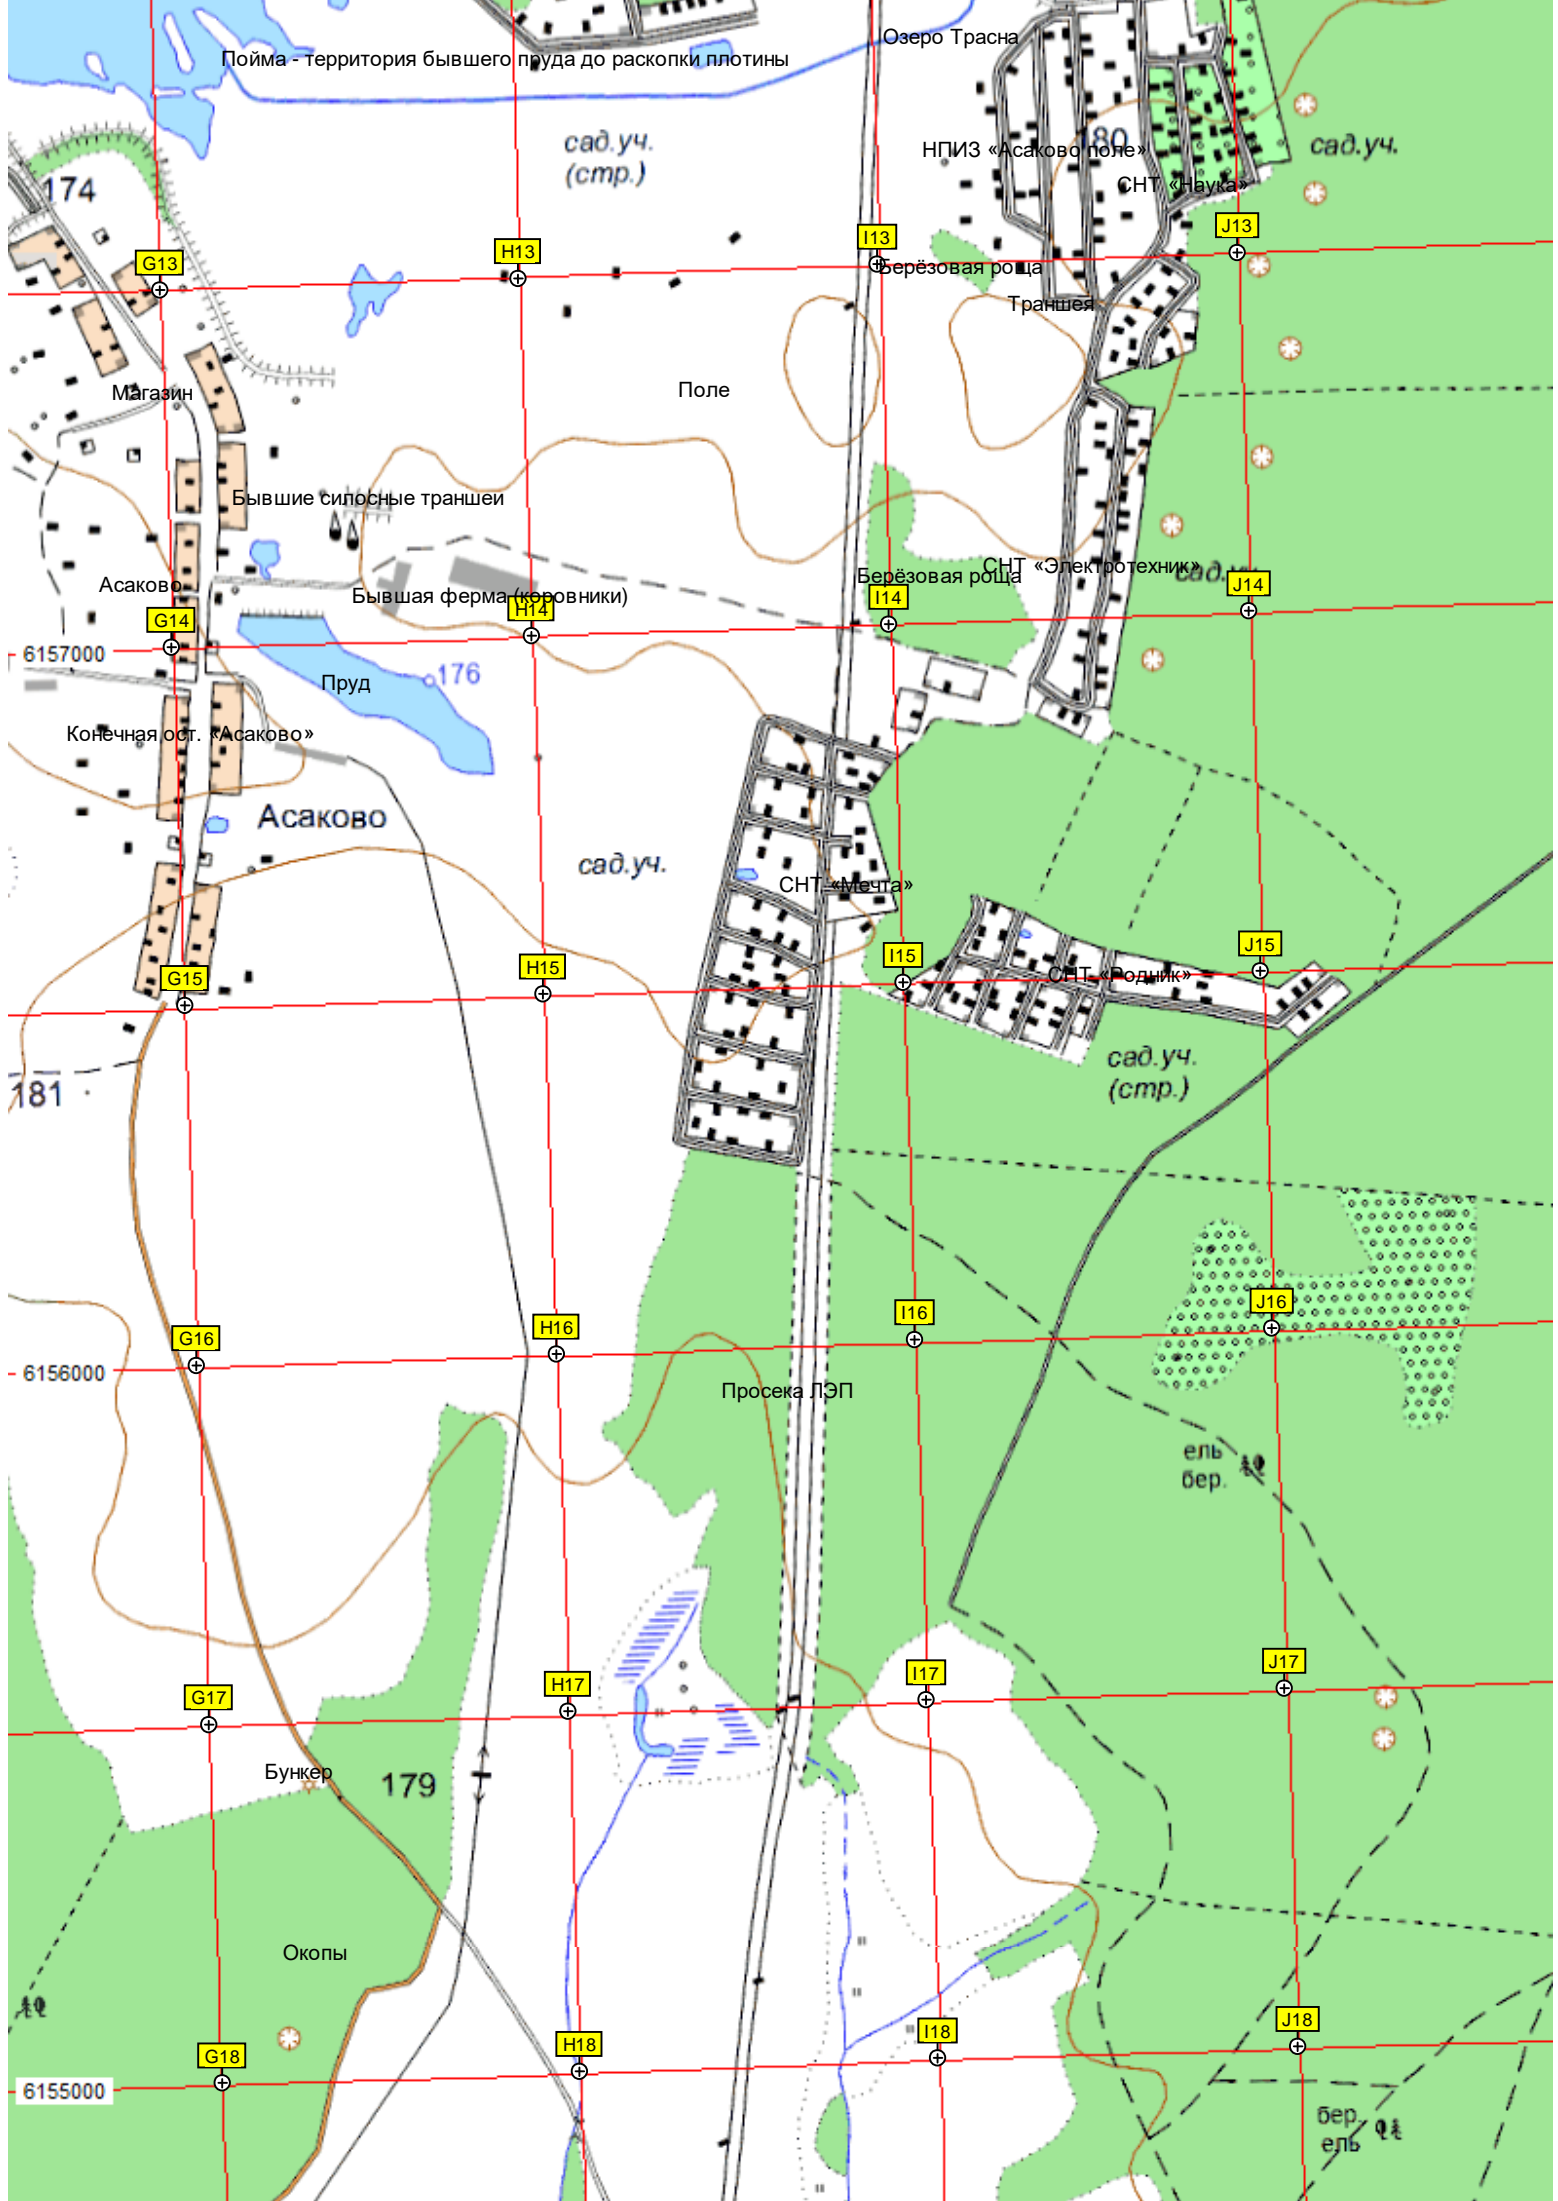 Озеро Трасна
Пойма - территория бывшего пруда до раскопки плотины
сад.уч.
(стр.)
180
НПИЗ «Асаково поле»
сад.уч.
174
СНТ «Наука»
J13
I13
H13
G13
Берёзовая роща
Траншея
Магазин
Поле
Бывшие силосные траншеи
СНТ «Электротехник»
Берёзовая роща
Асаково
J14
I14
Бывшая ферма (коровники)
H14
G14
6157000
176
Пруд
Конечная ост. «Асаково»
Асаково
сад.уч.
СНТ «Мечта»
J15
I15
H15
G15
СНТ «Родник»
сад.уч.
(стр.)
181
J16
I16
H16
G16
6156000
Просека ЛЭП
ель
бер.
J17
I17
H17
G17
Бункер
179
Окопы
J18
I18
H18
G18
6155000
бер.
ель